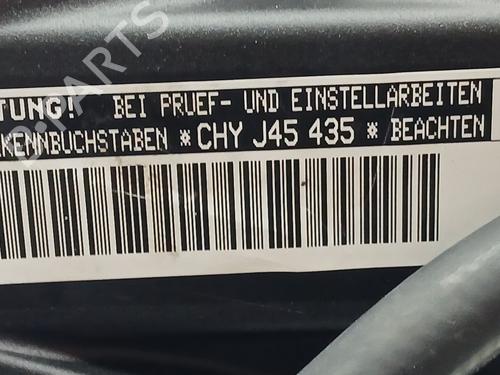 TUNG! BEI PRUEF- UND EINSTELLARBEITEN
KENNBUCHSTABEN *CHY J45 435* BEACHTEN